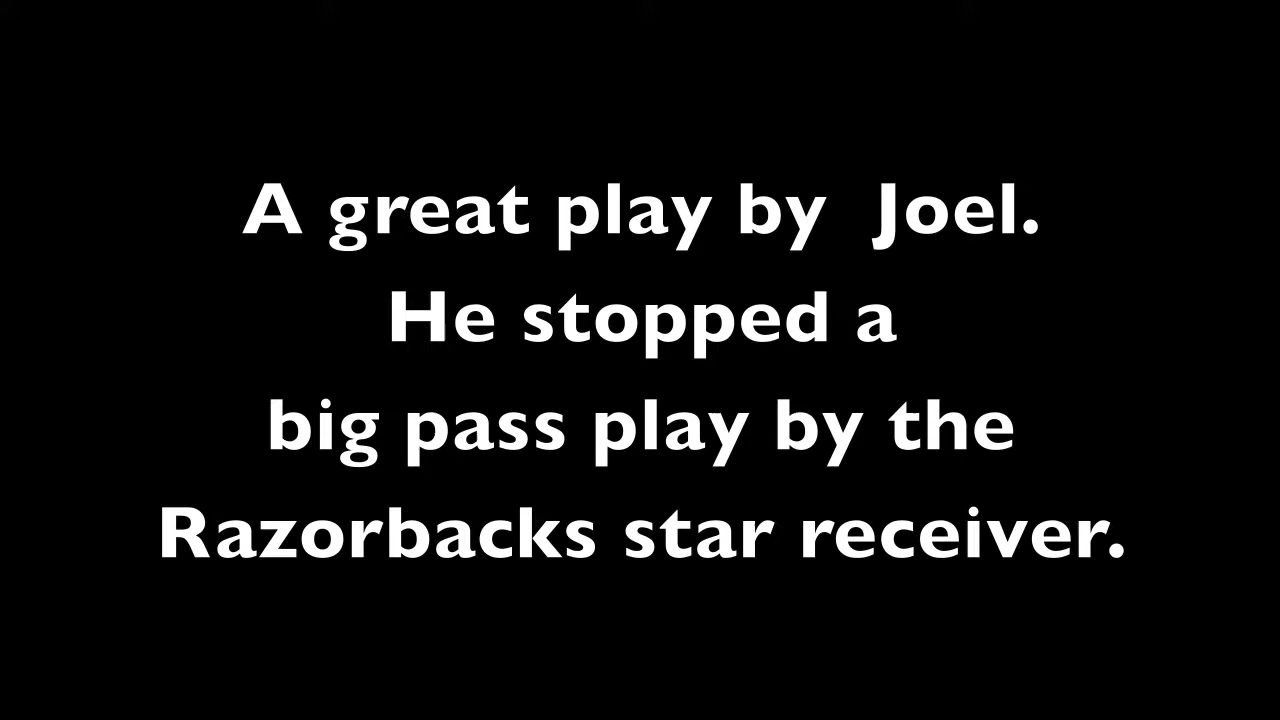 A great play by  Joel.
He stopped a
big pass play by the
Razorbacks star receiver.